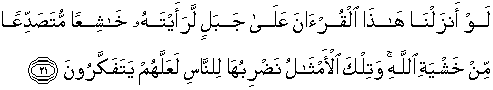 لَوْ أَنزَلْنَا هَـٰذَا ٱلْقُرْءَانَ عَلَىٰ جَبَلٍ لَّرَأَيْتَهُۥ خَـٰشِعًا مُّتَصَدِّعًا
مِّنْ خَشْيَةِ ٱللَّهِ ۚ وَتِلْكَ ٱلْأَمْثَـٰلُ نَضْرِبُهَا لِلنَّاسِ لَعَلَّهُمْ يَتَفَكَّرُونَ ﴿٢١﴾